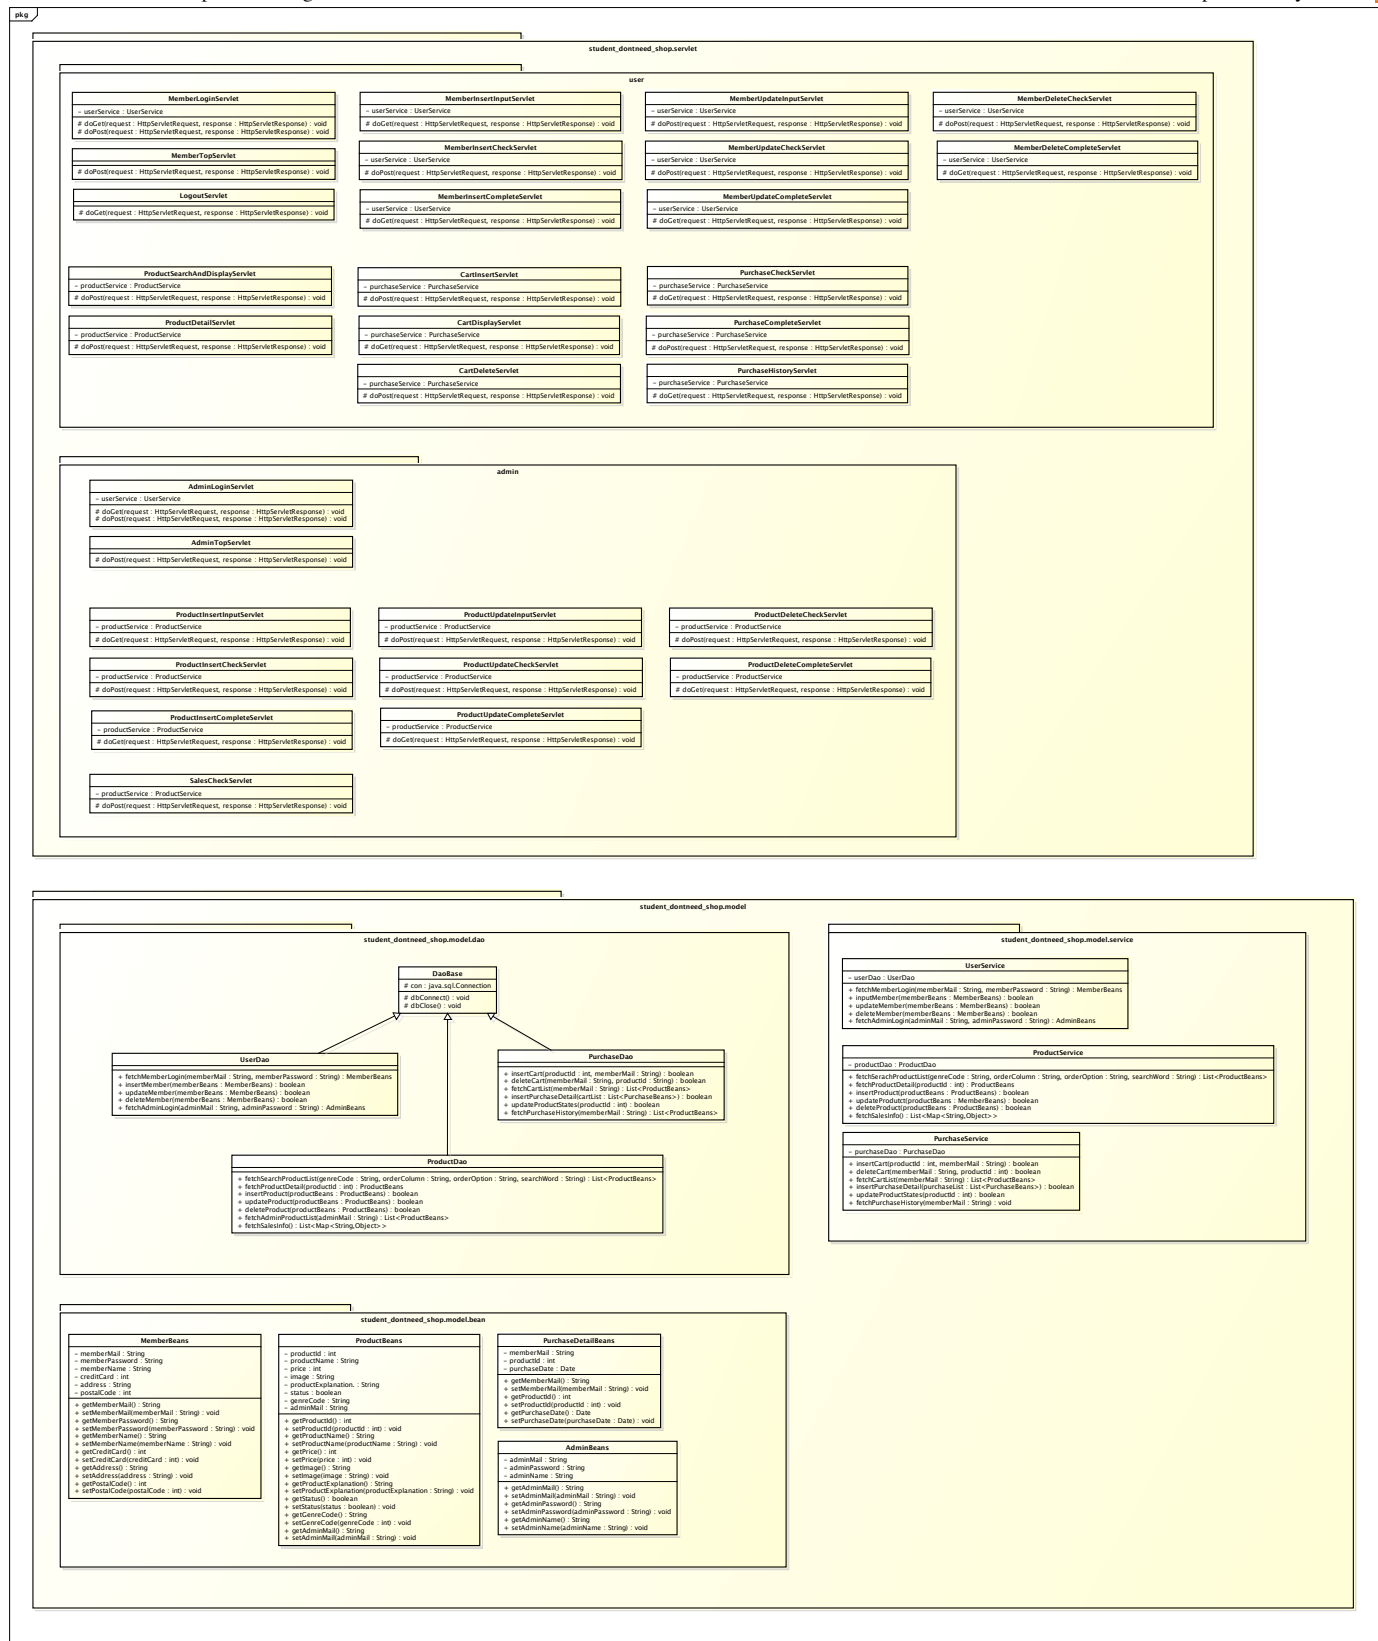 pkg
student_dontneed_shop.servlet
user
MemberLoginServlet
− userService : UserService
# doGet(request : HttpServletRequest, response : HttpServletResponse) : void
# doPost(request : HttpServletRequest, response : HttpServletResponse) : void
MemberTopServlet
# doPost(request : HttpServletRequest, response : HttpServletResponse) : void
LogoutServlet
# doGet(request : HttpServletRequest, response : HttpServletResponse) : void
MemberInsertInputServlet
− userService : UserService
# doGet(request : HttpServletRequest, response : HttpServletResponse) : void
MemberInsertCheckServlet
− userService : UserService
# doPost(request : HttpServletRequest, response : HttpServletResponse) : void
MemberInsertCompleteServlet
− userService : UserService
# doGet(request : HttpServletRequest, response : HttpServletResponse) : void
MemberUpdateInputServlet
− userService : UserService
# doPost(request : HttpServletRequest, response : HttpServletResponse) : void
MemberUpdateCheckServlet
− userService : UserService
# doPost(request : HttpServletRequest, response : HttpServletResponse) : void
MemberUpdateCompleteServlet
− userService : UserService
# doGet(request : HttpServletRequest, response : HttpServletResponse) : void
MemberDeleteCheckServlet
− userService : UserService
# doPost(request : HttpServletRequest, response : HttpServletResponse) : void
MemberDeleteCompleteServlet
− userService : UserService
# doGet(request : HttpServletRequest, response : HttpServletResponse) : void
ProductSearchAndDisplayServlet
− productService : ProductService
# doPost(request : HttpServletRequest, response : HttpServletResponse) : void
ProductDetailServlet
− productService : ProductService
# doPost(request : HttpServletRequest, response : HttpServletResponse) : void
CartInsertServlet
− purchaseService : PurchaseService
# doPost(request : HttpServletRequest, response : HttpServletResponse) : void
CartDisplayServlet
− purchaseService : PurchaseService
# doGet(request : HttpServletRequest, response : HttpServletResponse) : void
CartDeleteServlet
− purchaseService : PurchaseService
# doPost(request : HttpServletRequest, response : HttpServletResponse) : void
PurchaseCheckServlet
− purchaseService : PurchaseService
# doGet(request : HttpServletRequest, response : HttpServletResponse) : void
PurchaseCompleteServlet
− purchaseService : PurchaseService
# doPost(request : HttpServletRequest, response : HttpServletResponse) : void
PurchaseHistoryServlet
− purchaseService : PurchaseService
# doGet(request : HttpServletRequest, response : HttpServletResponse) : void
admin
AdminLoginServlet
− userService : UserService
# doGet(request : HttpServletRequest, response : HttpServletResponse) : void
# doPost(request : HttpServletRequest, response : HttpServletResponse) : void
AdminTopServlet
# doPost(request : HttpServletRequest, response : HttpServletResponse) : void
ProductInsertInputServlet
− productService : ProductService
# doGet(request : HttpServletRequest, response : HttpServletResponse) : void
ProductInsertCheckServlet
− productService : ProductService
# doPost(request : HttpServletRequest, response : HttpServletResponse) : void
ProductInsertCompleteServlet
− productService : ProductService
# doGet(request : HttpServletRequest, response : HttpServletResponse) : void
SalesCheckServlet
− productService : ProductService
# doPost(request : HttpServletRequest, response : HttpServletResponse) : void
ProductUpdateInputServlet
− productService : ProductService
# doPost(request : HttpServletRequest, response : HttpServletResponse) : void
ProductUpdateCheckServlet
− productService : ProductService
# doPost(request : HttpServletRequest, response : HttpServletResponse) : void
ProductUpdateCompleteServlet
− productService : ProductService
# doGet(request : HttpServletRequest, response : HttpServletResponse) : void
ProductDeleteCheckServlet
− productService : ProductService
# doPost(request : HttpServletRequest, response : HttpServletResponse) : void
ProductDeleteCompleteServlet
− productService : ProductService
# doGet(request : HttpServletRequest, response : HttpServletResponse) : void
student_dontneed_shop.model
student_dontneed_shop.model.dao
DaoBase
# con : java.sql.Connection
# dbConnect() : void
# dbClose() : void
UserDao
+ fetchMemberLogin(memberMail : String, memberPassword : String) : MemberBeans
+ insertMember(memberBeans : MemberBeans) : boolean
+ updateMember(memberBeans : MemberBeans) : boolean
+ deleteMember(memberBeans : MemberBeans) : boolean
+ fetchAdminLogin(adminMail : String, adminPassword : String) : AdminBeans
PurchaseDao
+ insertCart(productId : int, memberMail : String) : boolean
+ deleteCart(memberMail : String, productId : String) : boolean
+ fetchCartList(memberMail : String) : List<ProductBeans>
+ insertPurchaseDetail(cartList : List<PurchaseBeans>) : boolean
+ updateProductStates(productId : int) : boolean
+ fetchPurchaseHistory(memberMail : String) : List<ProductBeans>
ProductDao
+ fetchSearchProductList(genreCode : String, orderColumn : String, orderOption : String, searchWord : String) : List<ProductBeans>
+ fetchProductDetail(productId : int) : ProductBeans
+ insertProduct(productBeans : ProductBeans) : boolean
+ updateProduct(productBeans : ProductBeans) : boolean
+ deleteProduct(productBeans : ProductBeans) : boolean
+ fetchAdminProductList(adminMail : String) : List<ProductBeans>
+ fetchSalesInfo() : List<Map<String,Object>>
student_dontneed_shop.model.service
UserService
− userDao : UserDao
+ fetchMemberLogin(memberMail : String, memberPassword : String) : MemberBeans
+ inputMember(memberBeans : MemberBeans) : boolean
+ updateMember(memberBeans : MemberBeans) : boolean
+ deleteMember(memberBeans : MemberBeans) : boolean
+ fetchAdminLogin(adminMail : String, adminPassword : String) : AdminBeans
ProductService
− productDao : ProductDao
+ fetchSerachProductList(genreCode : String, orderColumn : String, orderOption : String, searchWord : String) : List<ProductBeans>
+ fetchProductDetail(productId : int) : ProductBeans
+ insertProduct(productBeans : ProductBeans) : boolean
+ updateProdutct(productBeans : MemberBeans) : boolean
+ deleteProduct(productBeans : ProductBeans) : boolean
+ fetchSalesInfo() : List<Map<String,Object>>
PurchaseService
− purchaseDao : PurchaseDao
+ insertCart(productId : int, memberMail : String) : boolean
+ deleteCart(memberMail : String, productId : int) : boolean
+ fetchCartList(memberMail : String) : List<ProductBeans>
+ insertPurchaseDetail(purchaseList : List<PurchaseBeans>) : boolean
+ updateProductStates(productId : int) : boolean
+ fetchPurchaseHistory(memberMail : String) : void
student_dontneed_shop.model.bean
MemberBeans
− memberMail : String
− memberPassword : String
− memberName : String
− creditCard : int
− address : String
− postalCode : int
+ getMemberMail() : String
+ setMemberMail(memberMail : String) : void
+ getMemberPassword() : String
+ setMemberPassword(memberPassword : String) : void
+ getMemberName() : String
+ setMemberName(memberName : String) : void
+ getCreditCard() : int
+ setCreditCard(creditCard : int) : void
+ getAddress() : String
+ setAddress(address : String) : void
+ getPostalCode() : int
+ setPostalCode(postalCode : int) : void
ProductBeans
− productId : int
− productName : String
− price : int
− image : String
− productExplanation. : String
− status : boolean
− genreCode : String
− adminMail : String
+ getProductId() : int
+ setProductId(productId : int) : void
+ getProductName() : String
+ setProductName(productName : String) : void
+ getPrice() : int
+ setPrice(price : int) : void
+ getImage() : String
+ setImage(image : String) : void
+ getProductExplanation() : String
+ setProductExplanation(productExplanation : String) : void
+ getStatus() : boolean
+ setStatus(status : boolean) : void
+ getGenreCode() : String
+ setGenreCode(genreCode : int) : void
+ getAdminMail() : String
+ setAdminMail(adminMail : String) : void
PurchaseDetailBeans
− memberMail : String
− productId : int
− purchaseDate : Date
+ getMemberMail() : String
+ setMemberMail(memberMail : String) : void
+ getProductId() : int
+ setProductId(productId : int) : void
+ getPurchaseDate() : Date
+ setPurchaseDate(purchaseDate : Date) : void
AdminBeans
− adminMail : String
− adminPassword : String
− adminName : String
+ getAdminMail() : String
+ setAdminMail(adminMail : String) : void
+ getAdminPassword() : String
+ setAdminPassword(adminPassword : String) : void
+ getAdminName() : String
+ setAdminName(adminName : String) : void